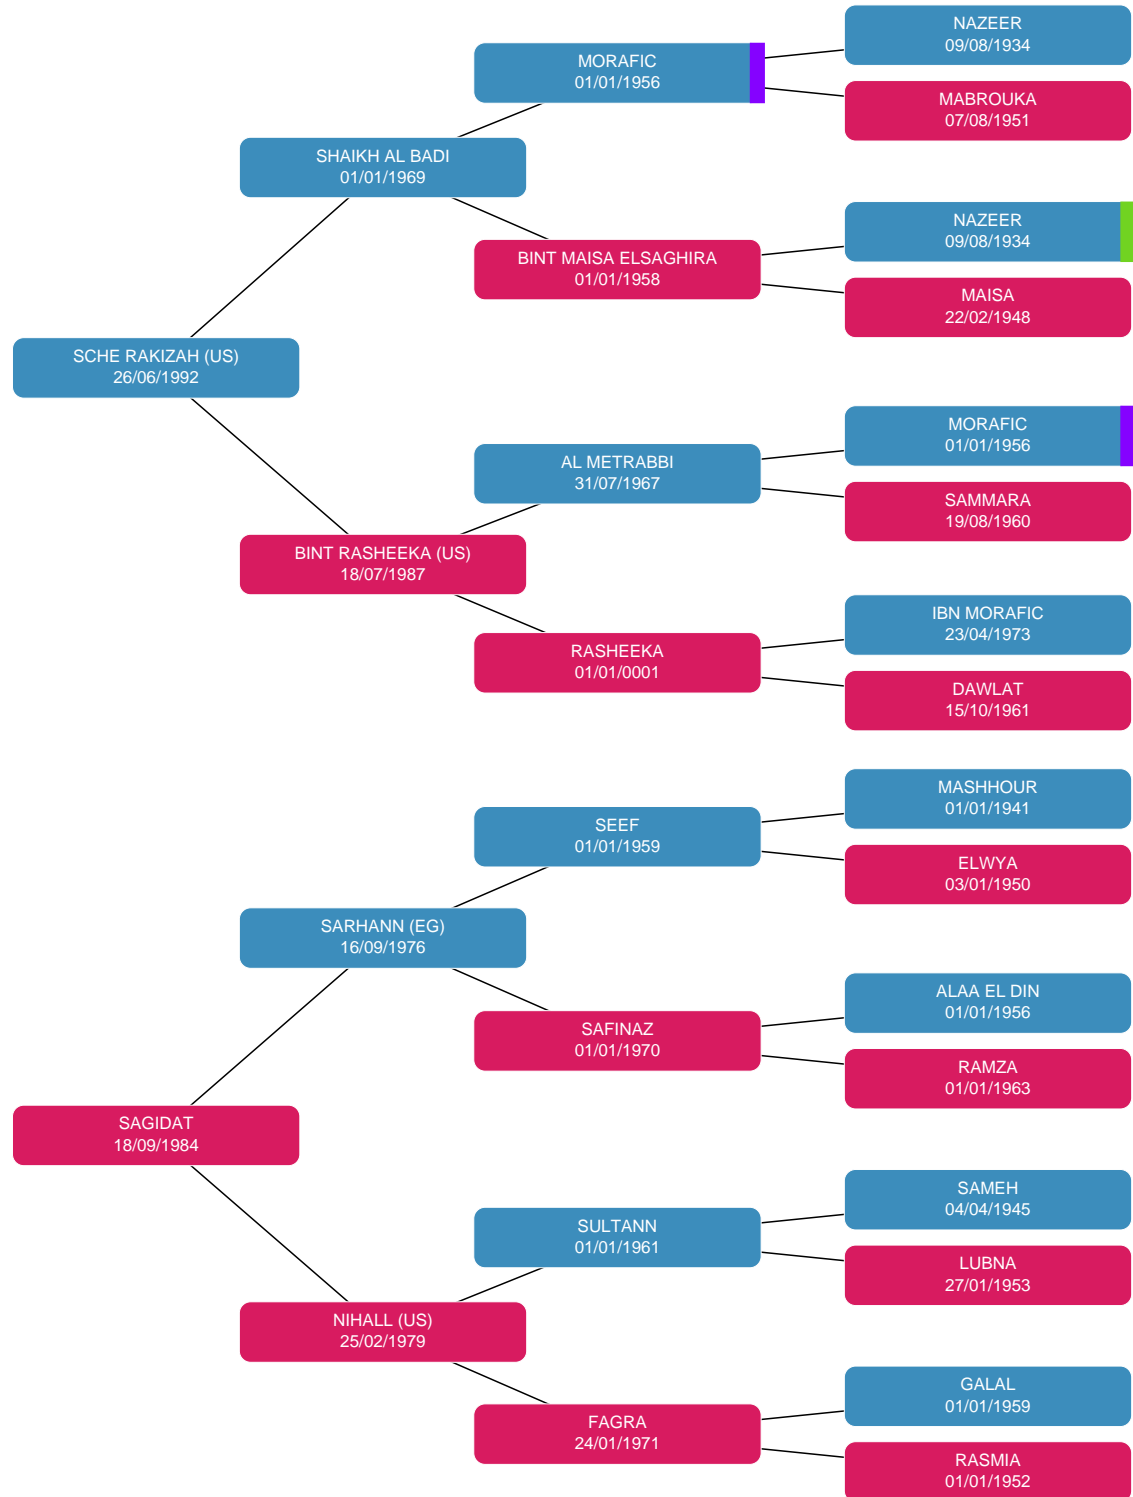 NAZEER
09/08/1934
MORAFIC
01/01/1956
MABROUKA
07/08/1951
SHAIKH AL BADI
01/01/1969
NAZEER
09/08/1934
BINT MAISA ELSAGHIRA
01/01/1958
MAISA
22/02/1948
SCHE RAKIZAH (US)
26/06/1992
MORAFIC
01/01/1956
AL METRABBI
31/07/1967
SAMMARA
19/08/1960
BINT RASHEEKA (US)
18/07/1987
IBN MORAFIC
23/04/1973
RASHEEKA
01/01/0001
DAWLAT
15/10/1961
MASHHOUR
01/01/1941
SEEF
01/01/1959
ELWYA
03/01/1950
SARHANN (EG)
16/09/1976
ALAA EL DIN
01/01/1956
SAFINAZ
01/01/1970
RAMZA
01/01/1963
SAGIDAT
18/09/1984
SAMEH
04/04/1945
SULTANN
01/01/1961
LUBNA
27/01/1953
NIHALL (US)
25/02/1979
GALAL
01/01/1959
FAGRA
24/01/1971
RASMIA
01/01/1952